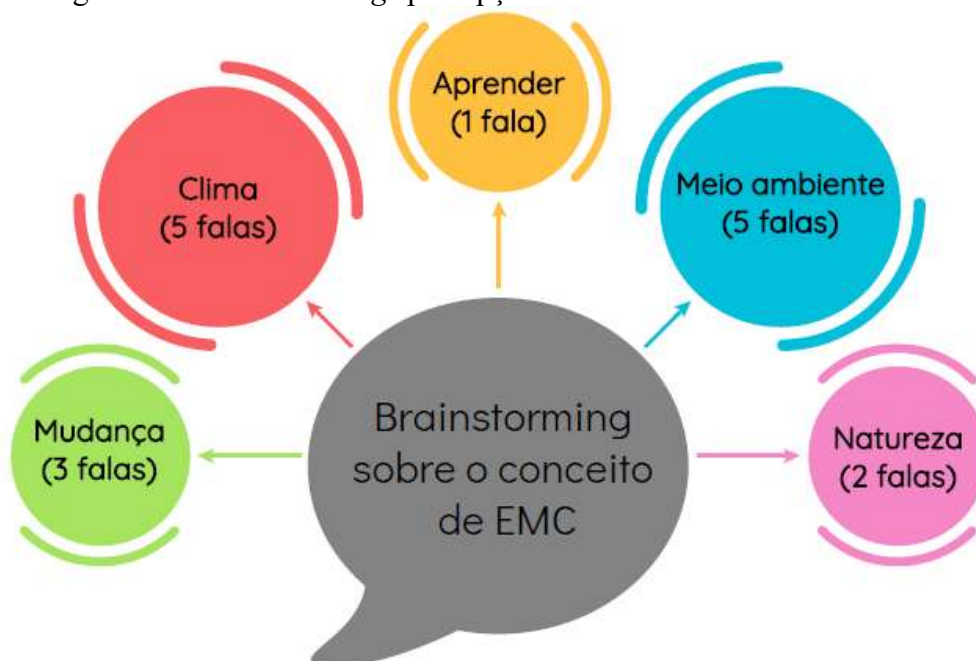 Aprender
(1 fala)
Clima
(5 falas)
Meio ambiente
(5 falas)
Mudança
(3 falas)
Brainstorming
sobre o conceito
de EMC
Natureza
(2 falas)